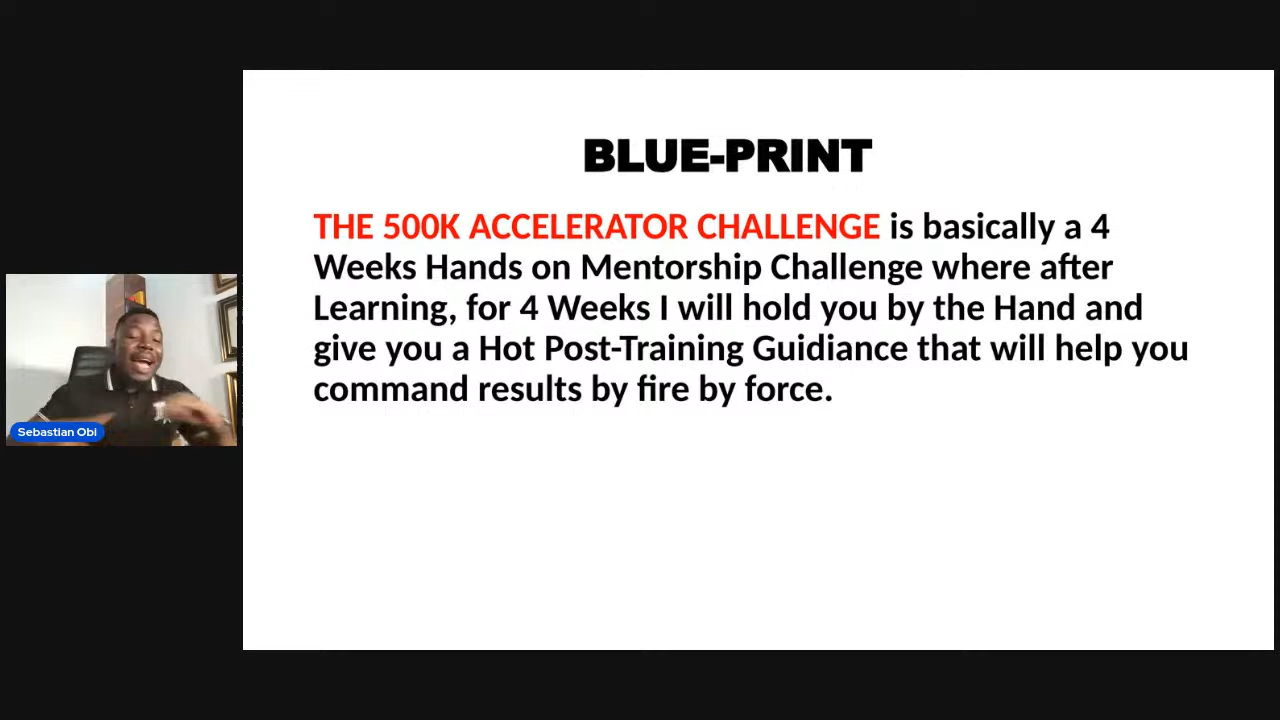 BLUE-PRINT
THE 500K ACCELERATOR CHALLENGE is basically a 4
Weeks Hands on Mentorship Challenge where after
Learning, for 4 Weeks I will hold you by the Hand and
give you a Hot Post-Training Guidiance that will help you
command results by fire by force.
Sebastian Obi